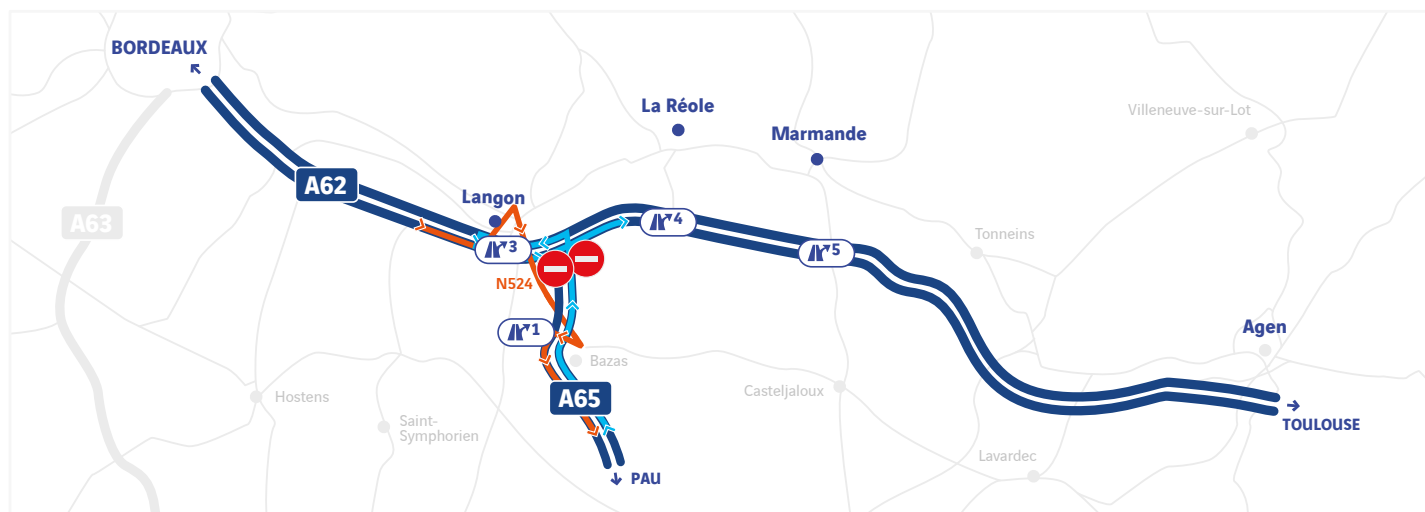 BORDEAUX
La Réole
Villeneuve-sur-Lot
Marmande
A62
Langon
A63
4
Tonneins
3
5
N524
Agen
1
Bazas
Casteljaloux
Hostens
A65
Saint-
Symphorien
TOULOUSE
Lavardec
PAU